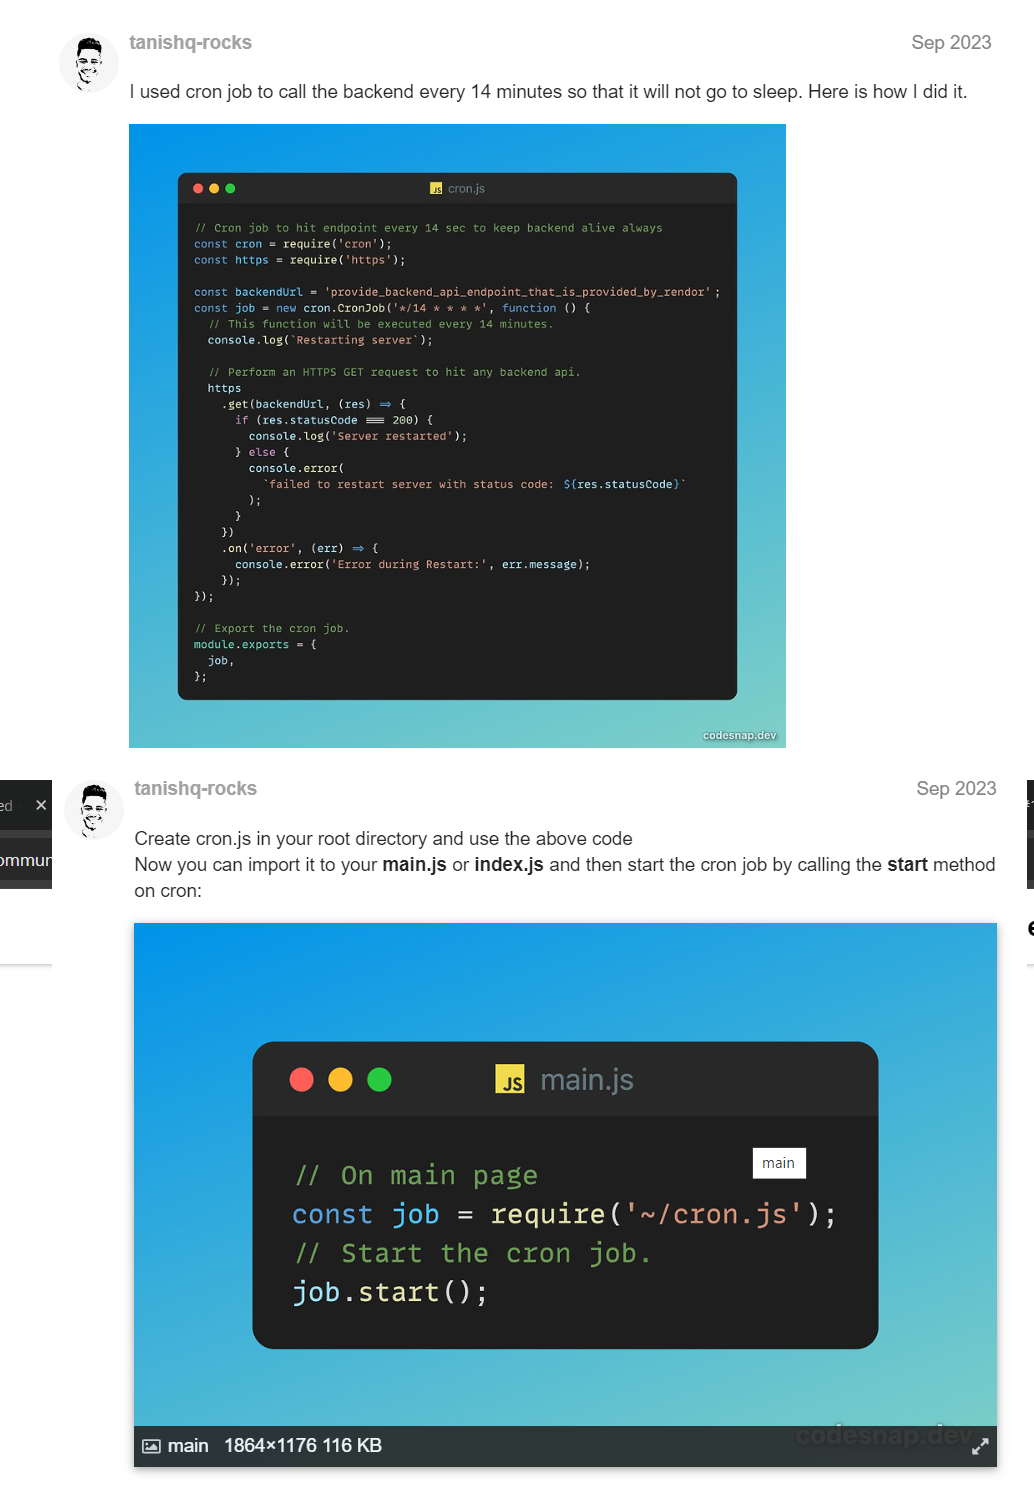 tanishq-rocks Sep 2023
I used cron job to call the backend every 14 minutes so that it will not go to sleep. Here is how I did it.
JS cron.js
// Cron job to hit endpoint every 14 sec to keep backend alive always
const cron = require('cron');
const https = require('https');
const backendUrl = 'provide_backend_api_endpoint_that_is_provided_by_rendor';
const job = new cron.CronJob('*/14 * * * *', function () {
// This function will be executed every 14 minutes.
console.log(`Restarting server`);
// Perform an HTTPS GET request to hit any backend api.
https
.get(backendUrl, (res) => {
if (res.statusCode === 200) {
console.log('Server restarted');
} else {
console.error(
`failed to restart server with status code: ${res.statusCode}`
);
}
})
.on('error', (err) => {
console.error('Error during Restart:', err.message);
});
});
// Export the cron job.
module.exports = {
job,
};
codesnap.dev
ed ×
tanishq-rocks Sep 2023
Create cron.js in your root directory and use the above code
ommun
Now you can import it to your main.js or index.js and then start the cron job by calling the start method
on cron:
JS main.js
main
// On main page
const job = require('~/cron.js');
// Start the cron job.
job.start();
codesnap.dev
main 1864×1176 116 KB